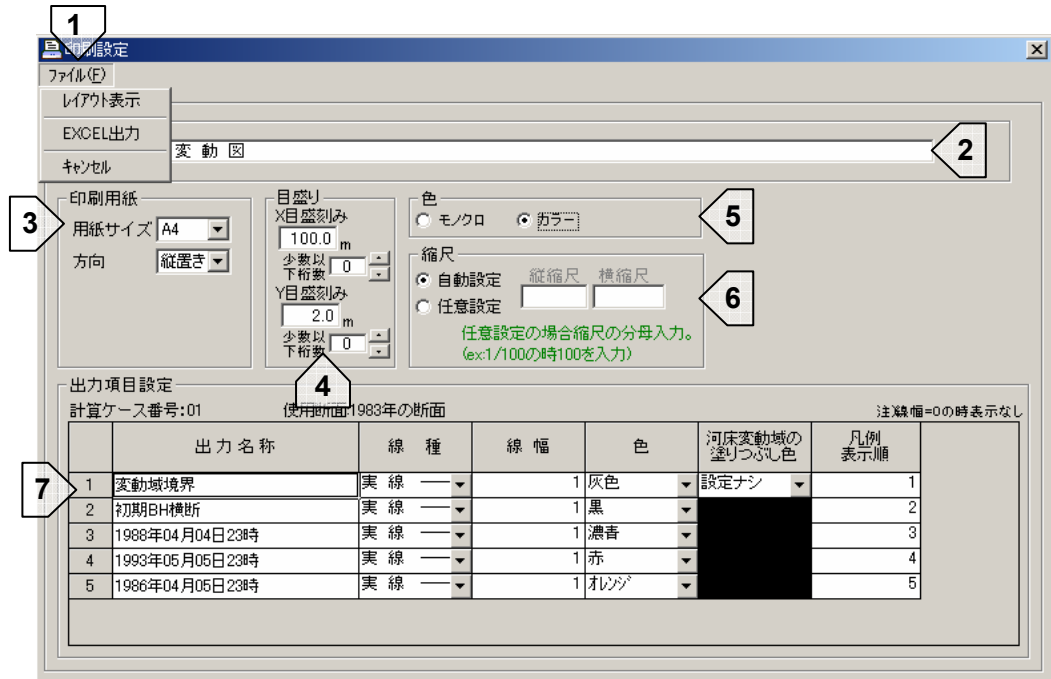 1
印刷設定
ファイル(F)
レイアウト表示
EXCEL出力
キャンセル
変 動 図
2
3
印刷用紙
用紙サイズ A4
方向 縦置き
目盛り
X目盛刻み
100.0 m
少数以下桁数 0
Y目盛刻み
2.0 m
少数以下桁数 0
4
色
モノクロ カラー
5
縮尺
自動設定 縦縮尺 横縮尺
任意設定
任意設定の場合縮尺の分母入力。
(ex:1/100の時100を入力)
6
出力項目設定
計算ケース番号:01 使用断面:1983年の断面 注)線幅=0の時表示なし
出力名称 線 種 線 幅 色 河床変動域の塗りつぶし色 凡例表示順
7
1 変動域境界 実 線 1 灰色 設定ナシ 1
2 初期BH横断 実 線 1 黒 2
3 1988年04月04日23時 実 線 1 濃青 3
4 1993年05月05日23時 実 線 1 赤 4
5 1986年04月05日23時 実 線 1 オレンジ 5